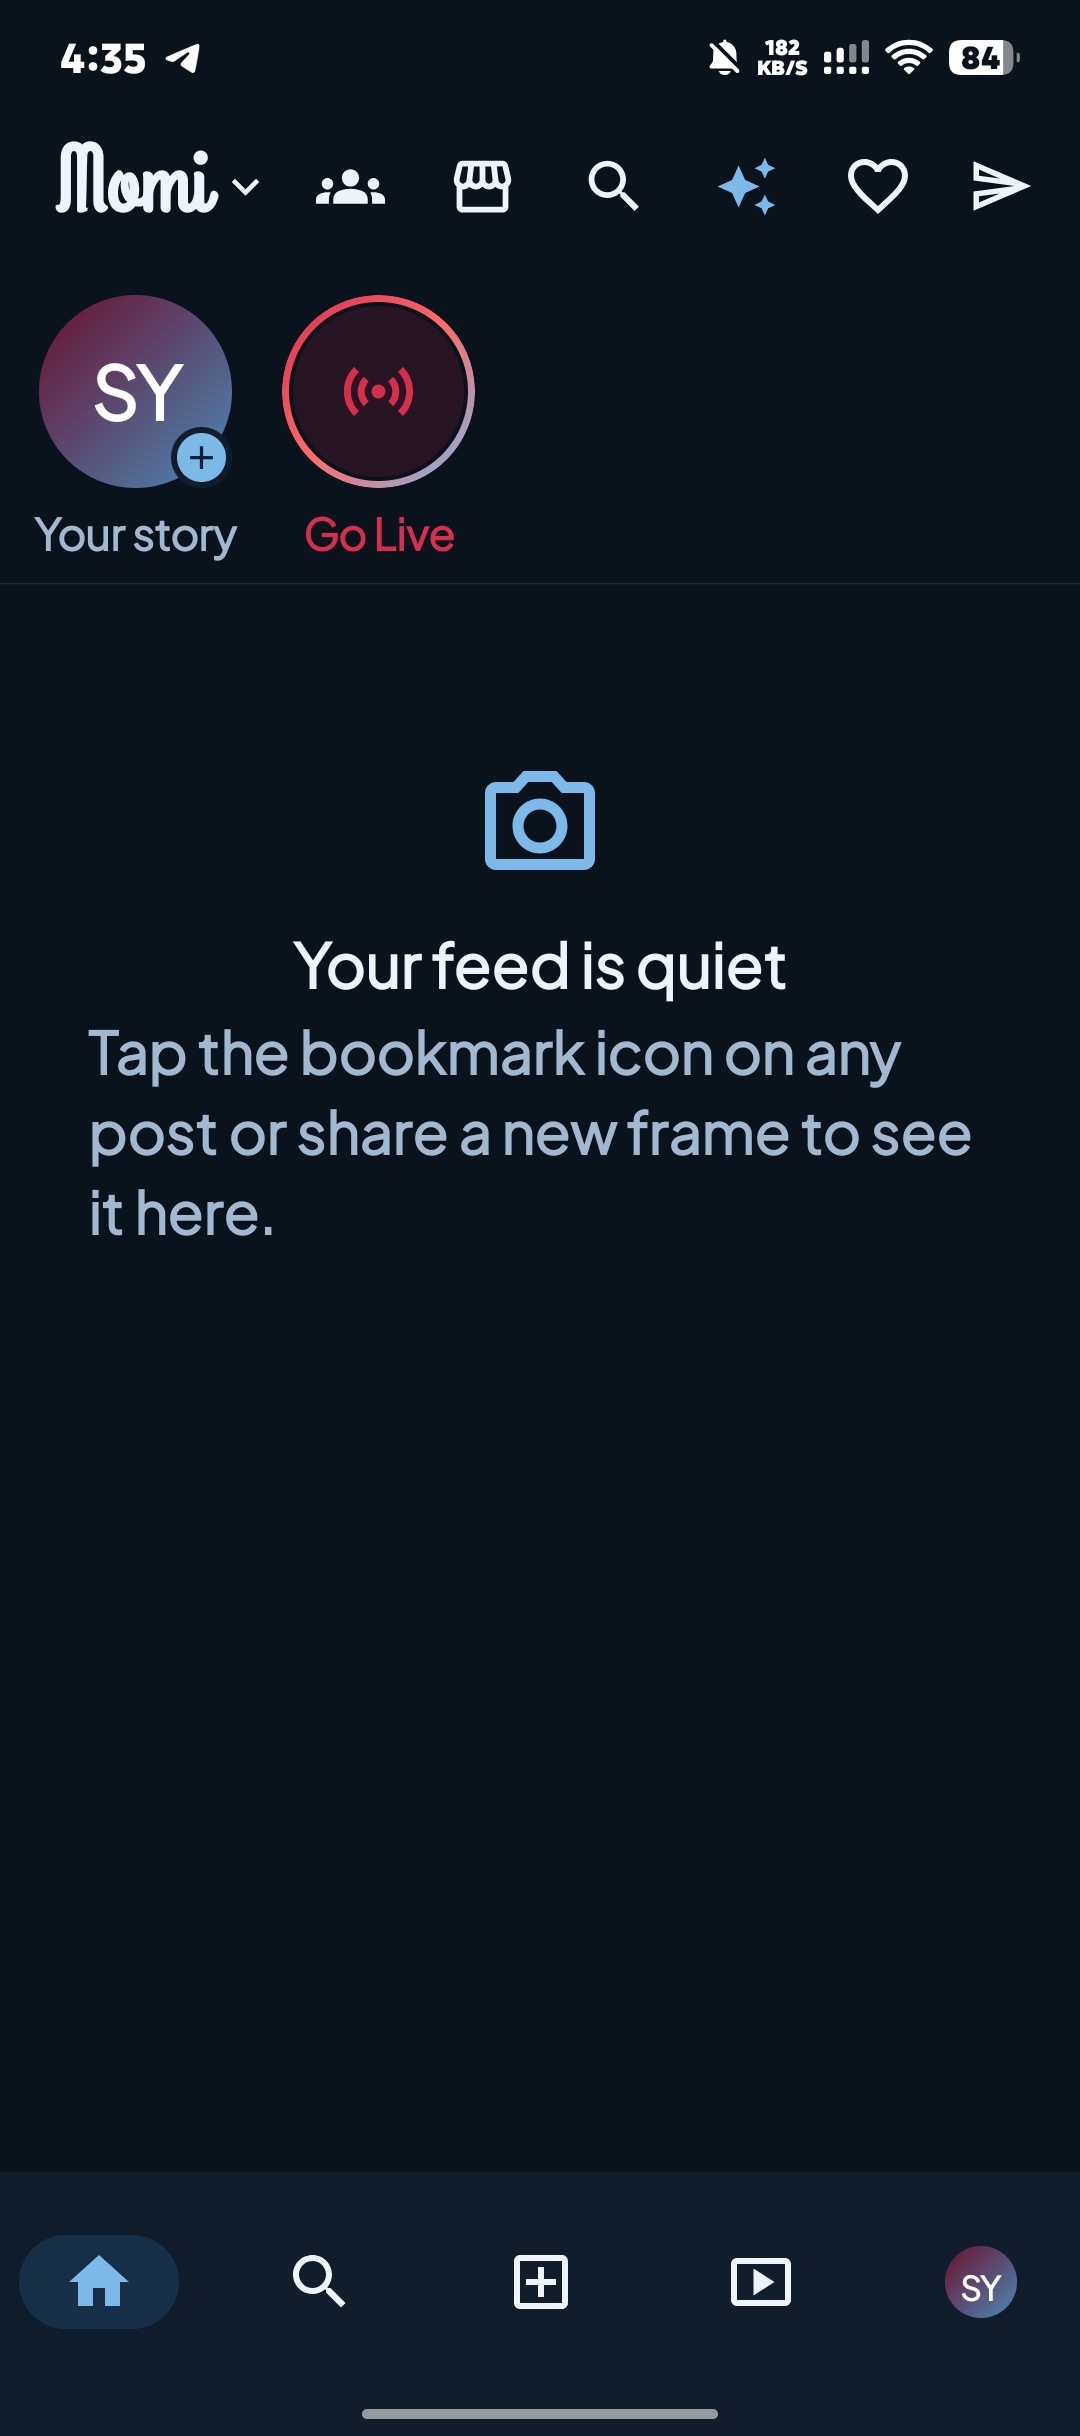 4:35
182
KB/S
84
Momi
SY
Your story
Go Live
Your feed is quiet
Tap the bookmark icon on any
post or share a new frame to see
it here.
SY